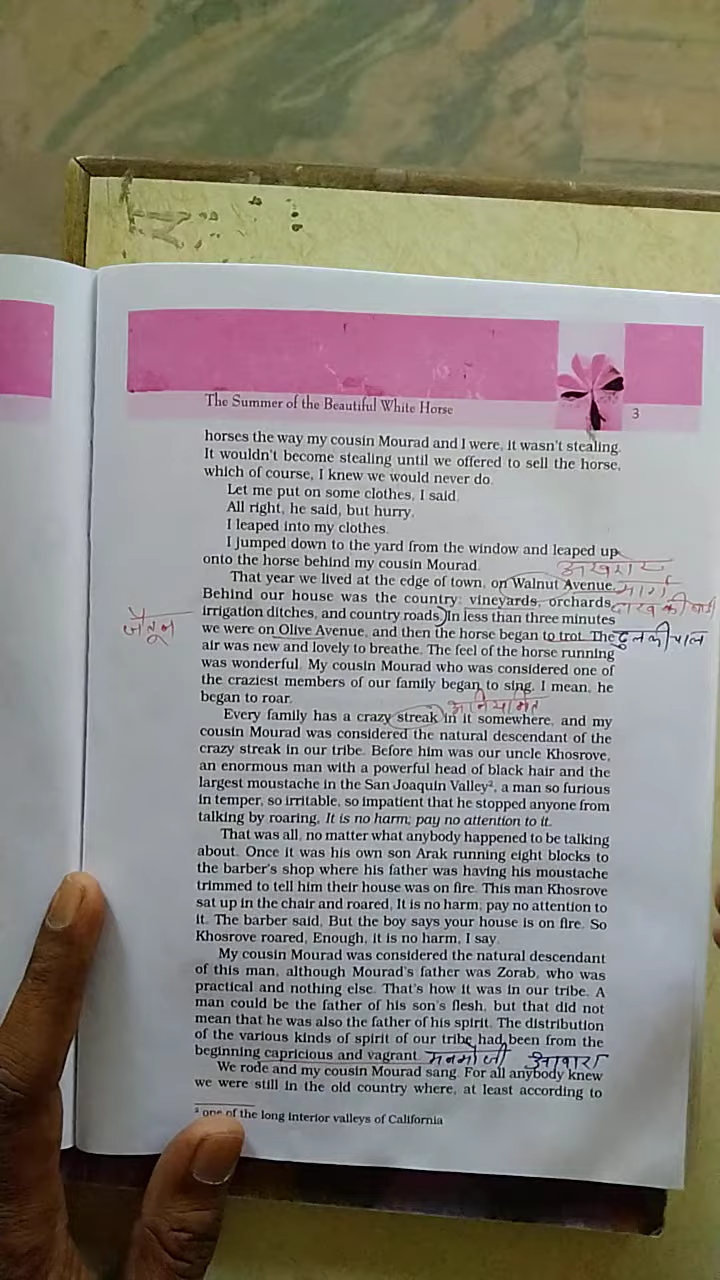 The Summer of the Beautiful White Horse
3
horses the way my cousin Mourad and I were, it wasn't stealing.
It wouldn't become stealing until we offered to sell the horse,
which of course, I knew we would never do.
Let me put on some clothes, I said.
All right, he said, but hurry.
I leaped into my clothes.
I jumped down to the yard from the window and leaped up
onto the horse behind my cousin Mourad.
अखरोट
That year we lived at the edge of town, on Walnut Avenue. मार्ग
Behind our house was the country: vineyards, orchards, दाख की बारी
irrigation ditches, and country roads. In less than three minutes
जैतून
we were on Olive Avenue, and then the horse began to trot. The दुलकी चाल
air was new and lovely to breathe. The feel of the horse running
was wonderful. My cousin Mourad who was considered one of
the craziest members of our family began to sing. I mean, he
began to roar.
अनियमित
Every family has a crazy streak in it somewhere, and my
cousin Mourad was considered the natural descendant of the
crazy streak in our tribe. Before him was our uncle Khosrove,
an enormous man with a powerful head of black hair and the
largest moustache in the San Joaquin Valley², a man so furious
in temper, so irritable, so impatient that he stopped anyone from
talking by roaring, It is no harm; pay no attention to it.
That was all, no matter what anybody happened to be talking
about. Once it was his own son Arak running eight blocks to
the barber's shop where his father was having his moustache
trimmed to tell him their house was on fire. This man Khosrove
sat up in the chair and roared, It is no harm; pay no attention to
it. The barber said, But the boy says your house is on fire. So
Khosrove roared, Enough, it is no harm, I say.
My cousin Mourad was considered the natural descendant
of this man, although Mourad's father was Zorab, who was
practical and nothing else. That's how it was in our tribe. A
man could be the father of his son's flesh, but that did not
mean that he was also the father of his spirit. The distribution
of the various kinds of spirit of our tribe had been from the
beginning capricious and vagrant. मनमौजी आवारा
We rode and my cousin Mourad sang. For all anybody knew
we were still in the old country where, at least according to
² one of the long interior valleys of California